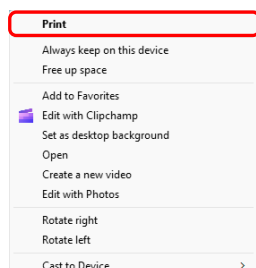 Print
Always keep on this device
Free up space
Add to Favorites
Edit with Clipchamp
Set as desktop background
Open
Create a new video
Edit with Photos
Rotate right
Rotate left
Cast to Device